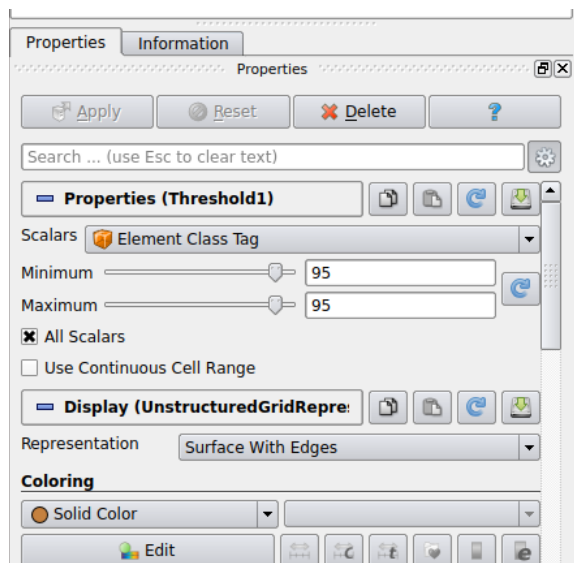 Properties Information
Properties
Apply Reset Delete ?
Search ... (use Esc to clear text)
Properties (Threshold1)
Scalars Element Class Tag
Minimum 95
Maximum 95
All Scalars
Use Continuous Cell Range
Display (UnstructuredGridRepre
Representation Surface With Edges
Coloring
Solid Color
Edit c t e